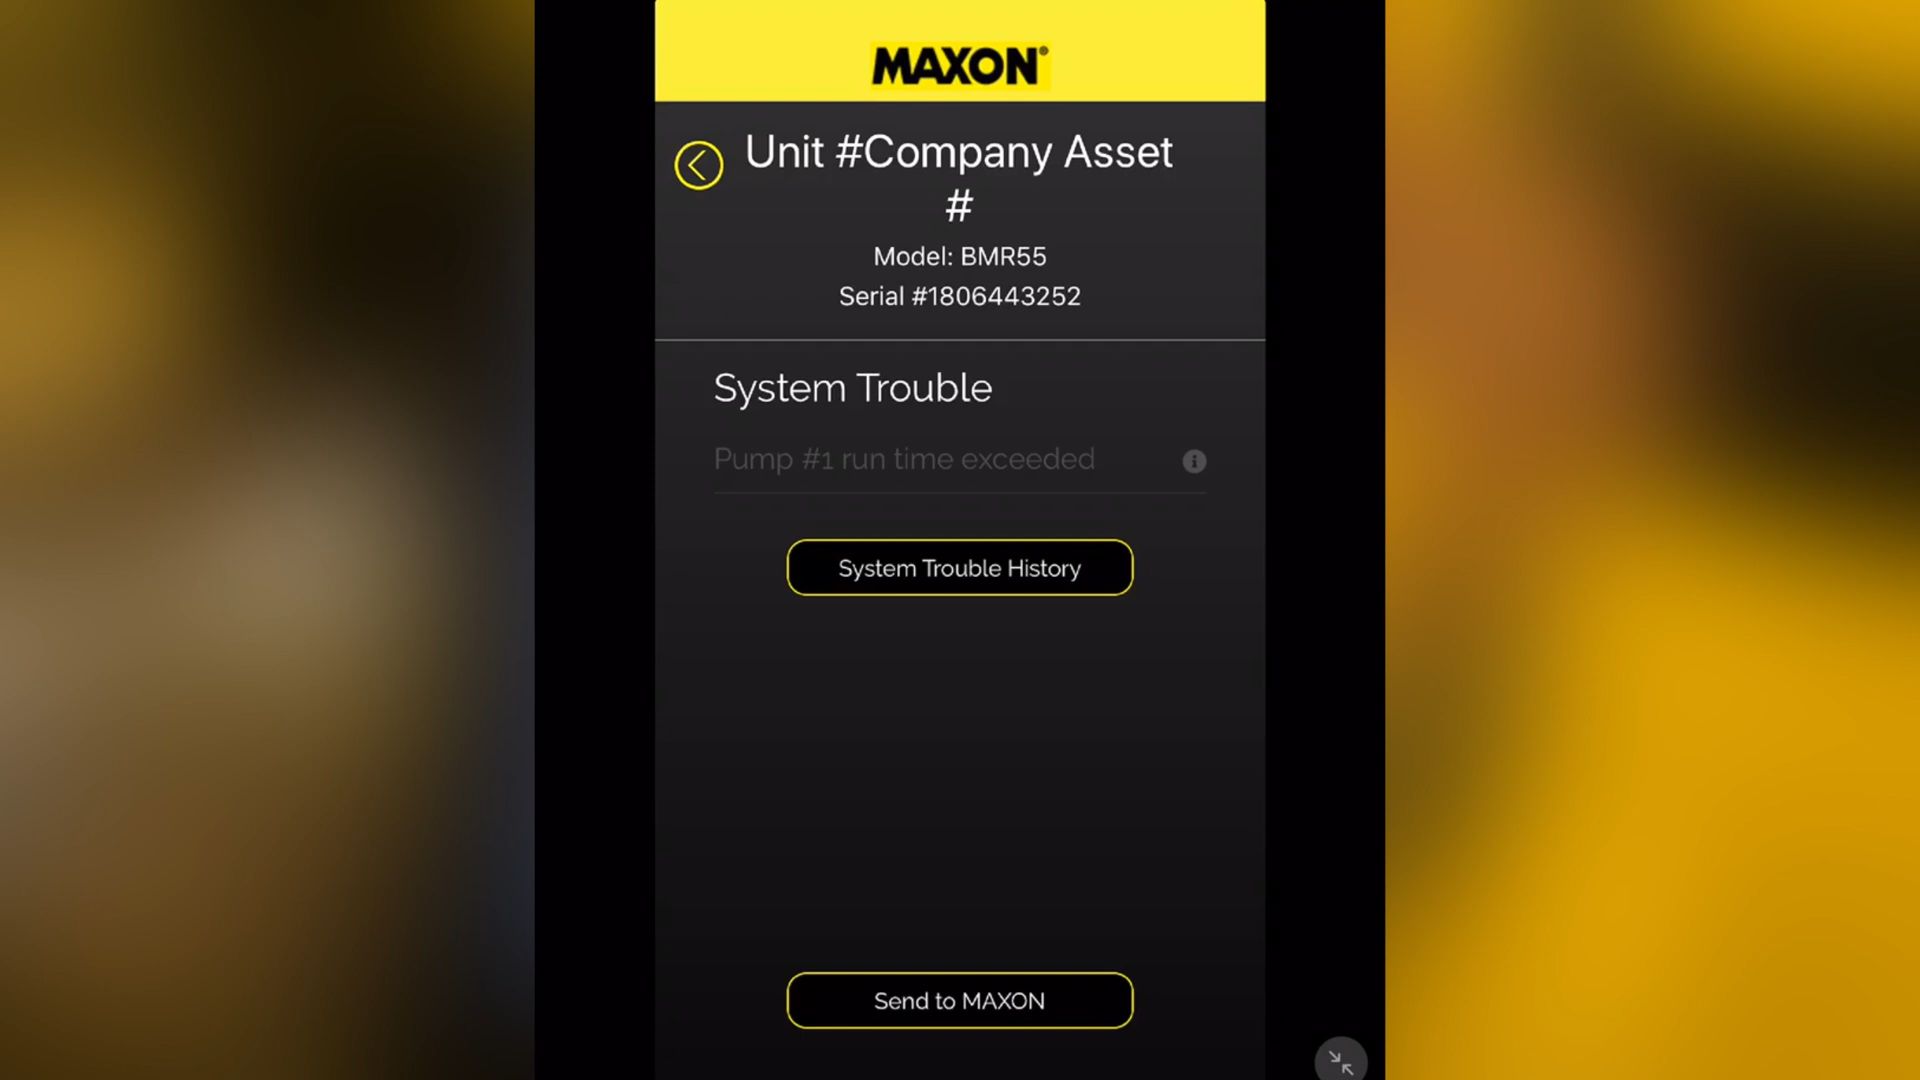 MAXON®
Unit #Company Asset
#
Model: BMR55
Serial #1806443252
System Trouble
Pump #1 run time exceeded
System Trouble History
Send to MAXON